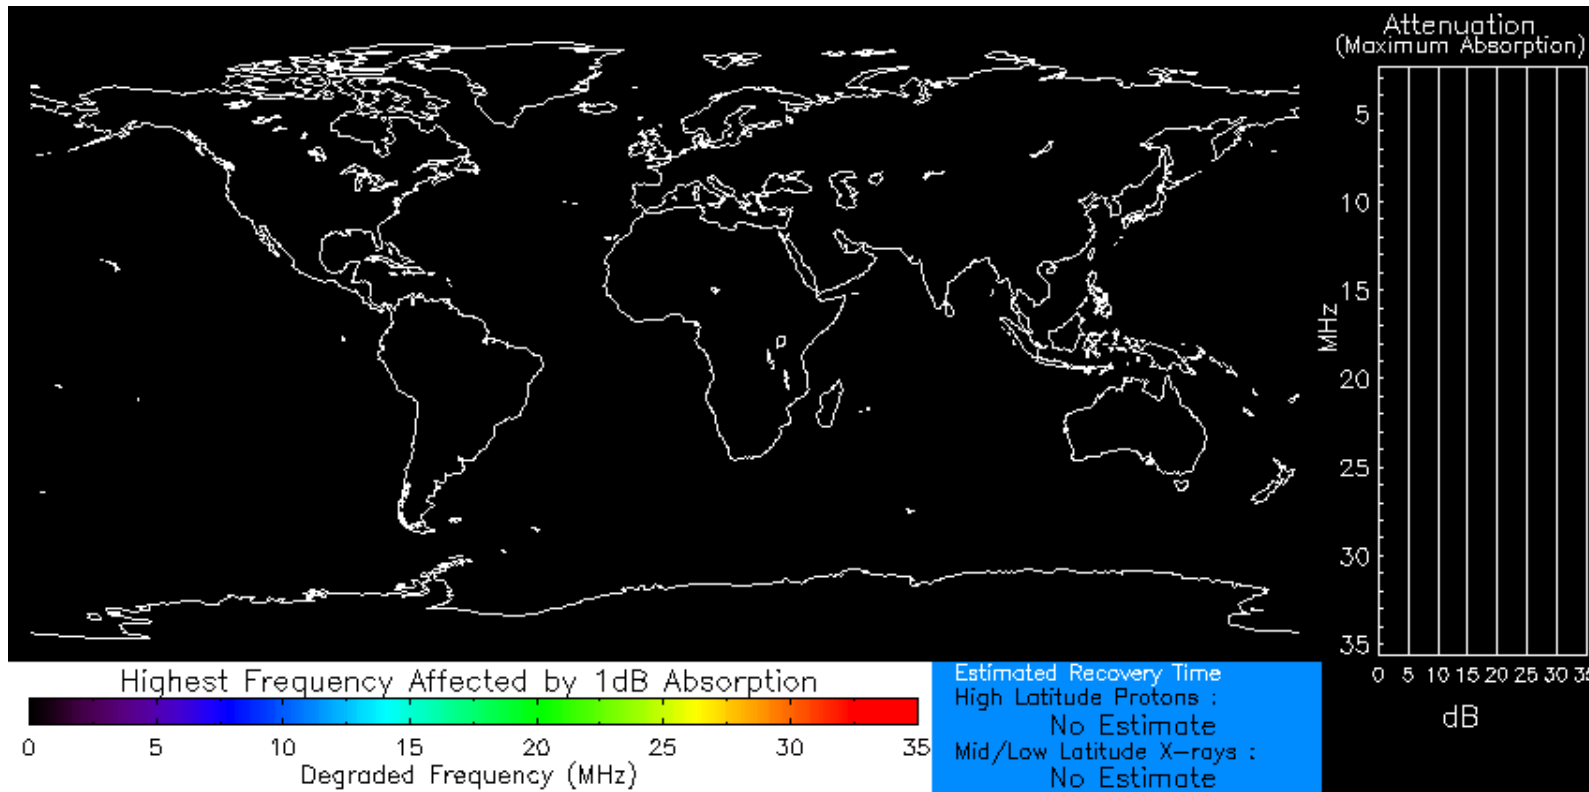 Attenuation
(Maximum Absorption)
5
10
15
20
25
30
35
MHz
0 5 10 15 20 25 30 35
dB
Highest Frequency Affected by 1dB Absorption
0 5 10 15 20 25 30 35
Degraded Frequency (MHz)
Estimated Recovery Time
High Latitude Protons :
No Estimate
Mid/Low Latitude X-rays :
No Estimate